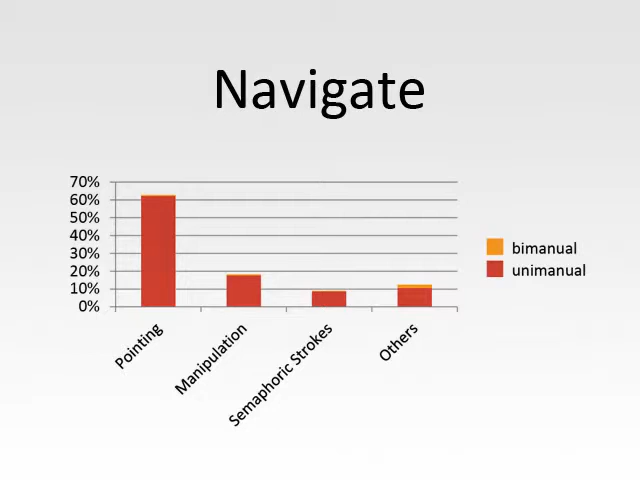 Navigate
70%
60%
50%
40%
30%
20%
10%
0%
bimanual
unimanual
Pointing
Manipulation
Semaphoric Strokes
Others